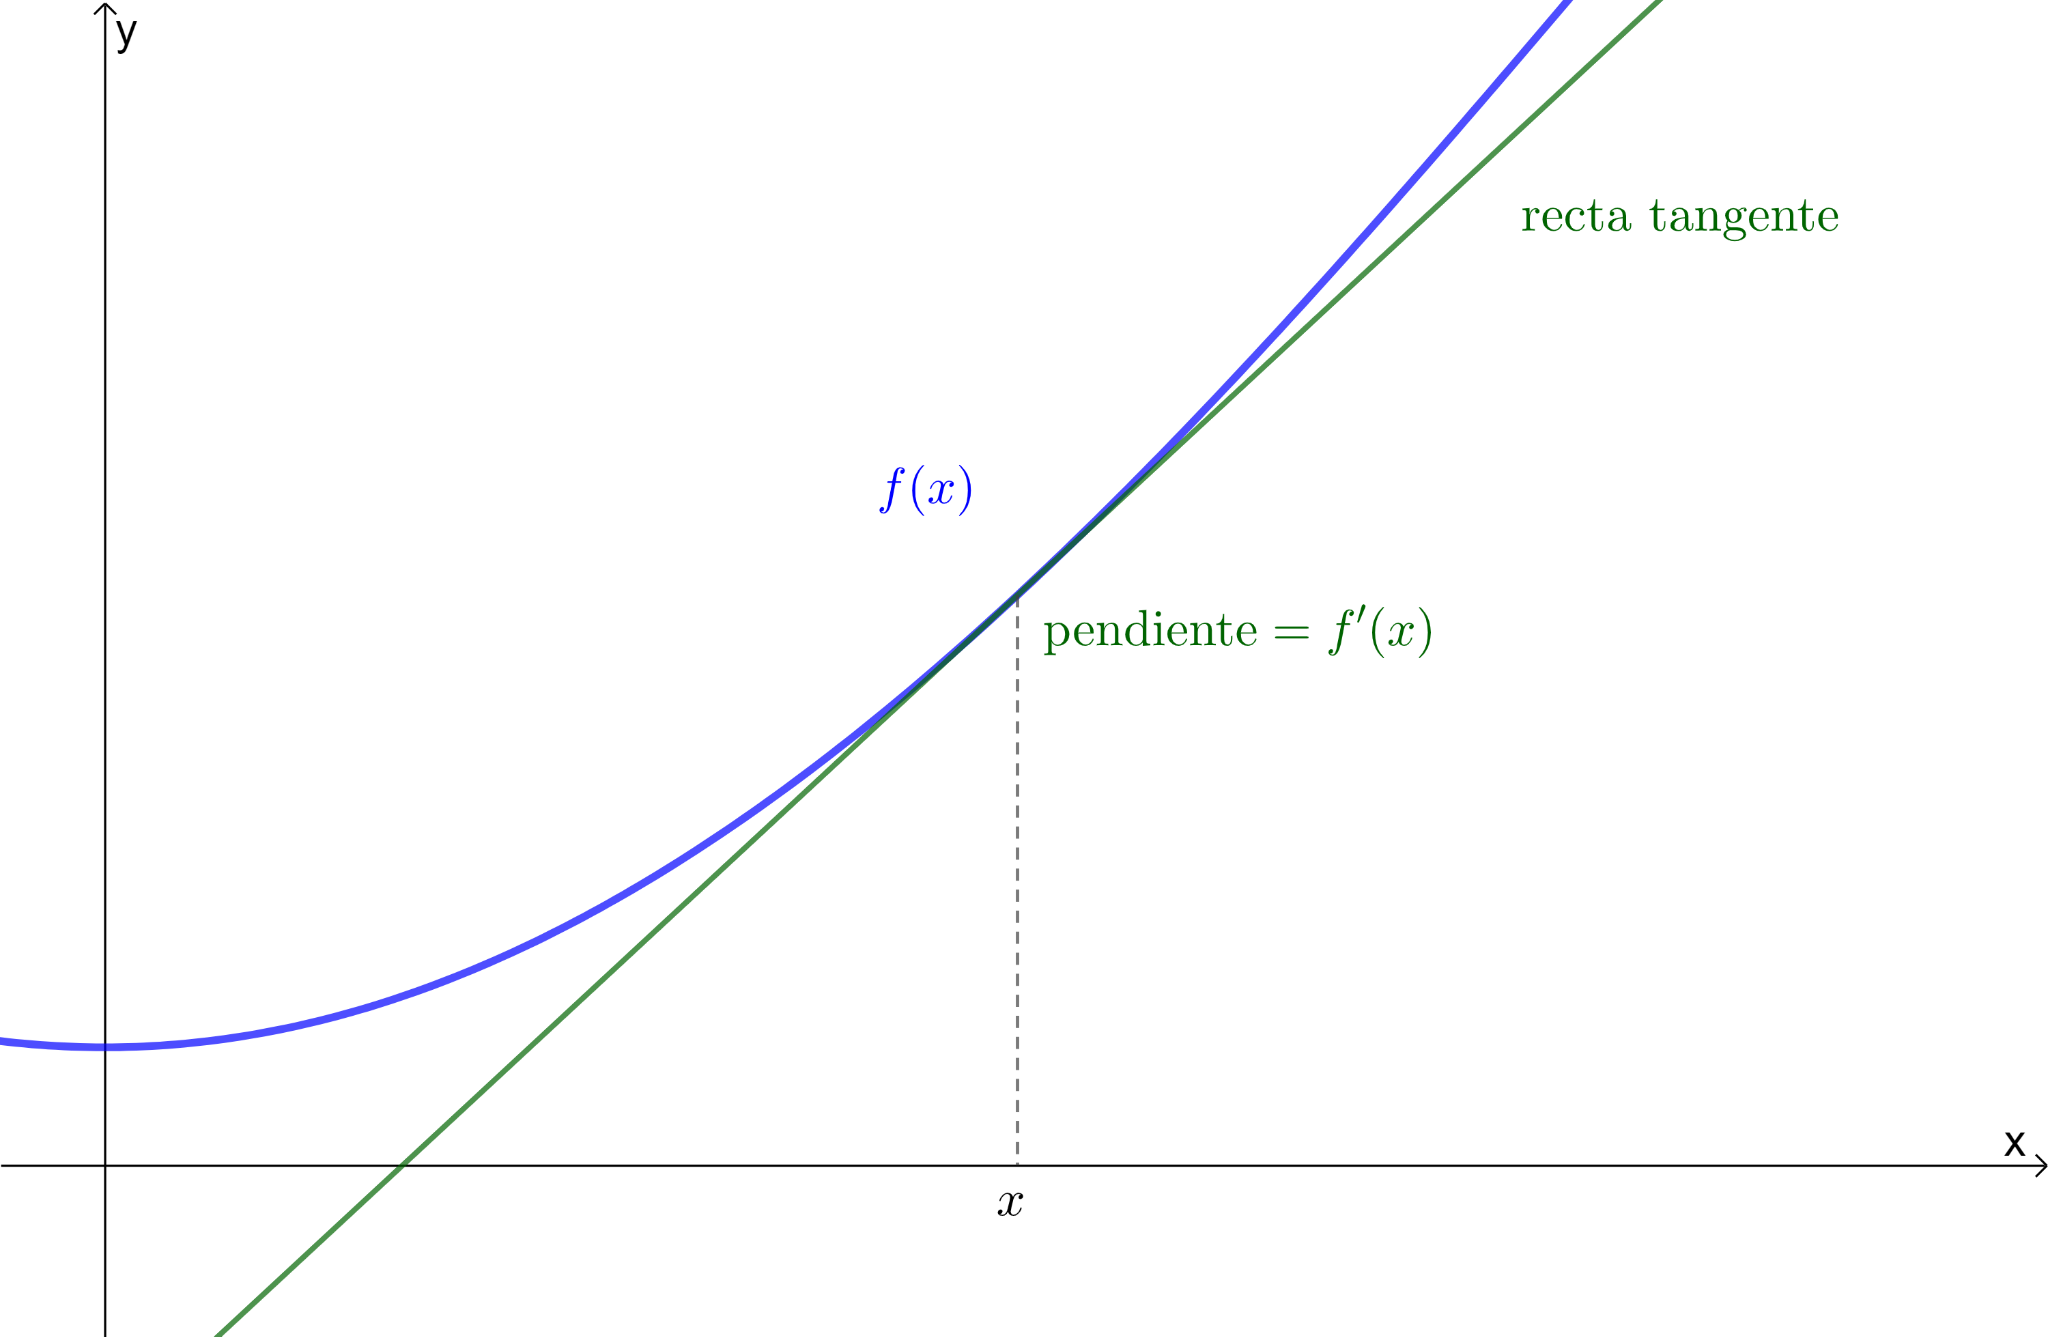 y
recta tangente
f(x)
pendiente = f′(x)
x
x